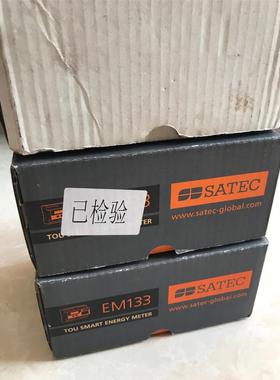 已检验
3
SATEC
www.satec-global.com
TOU SMART ENERGY METER
EM133
SATEC
www.satec-global.com
TOU SMART ENERGY METER